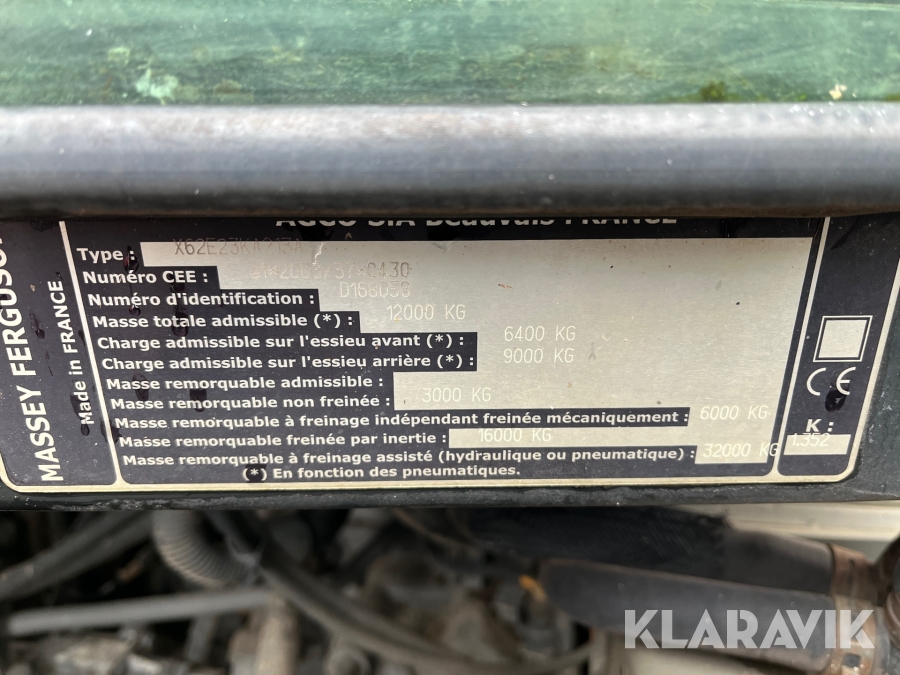 AGCO S.A Beauvais FRANCE
MASSEY FERGUSON
Made in FRANCE
Type :
Numéro CEE :
Numéro d'identification : D168058
Masse totale admissible (*) : 12000 KG
Charge admissible sur l'essieu avant (*) : 6400 KG
Charge admissible sur l'essieu arrière (*) : 9000 KG
Masse remorquable admissible :
Masse remorquable non freinée : 3000 KG
Masse remorquable à freinage indépendant freinée mécaniquement : 6000 KG
Masse remorquable freinée par inertie : 16000 KG
Masse remorquable à freinage assisté (hydraulique ou pneumatique) : 32000 KG
(*) En fonction des pneumatiques.
CE
K :
1.352
KLARAVIK